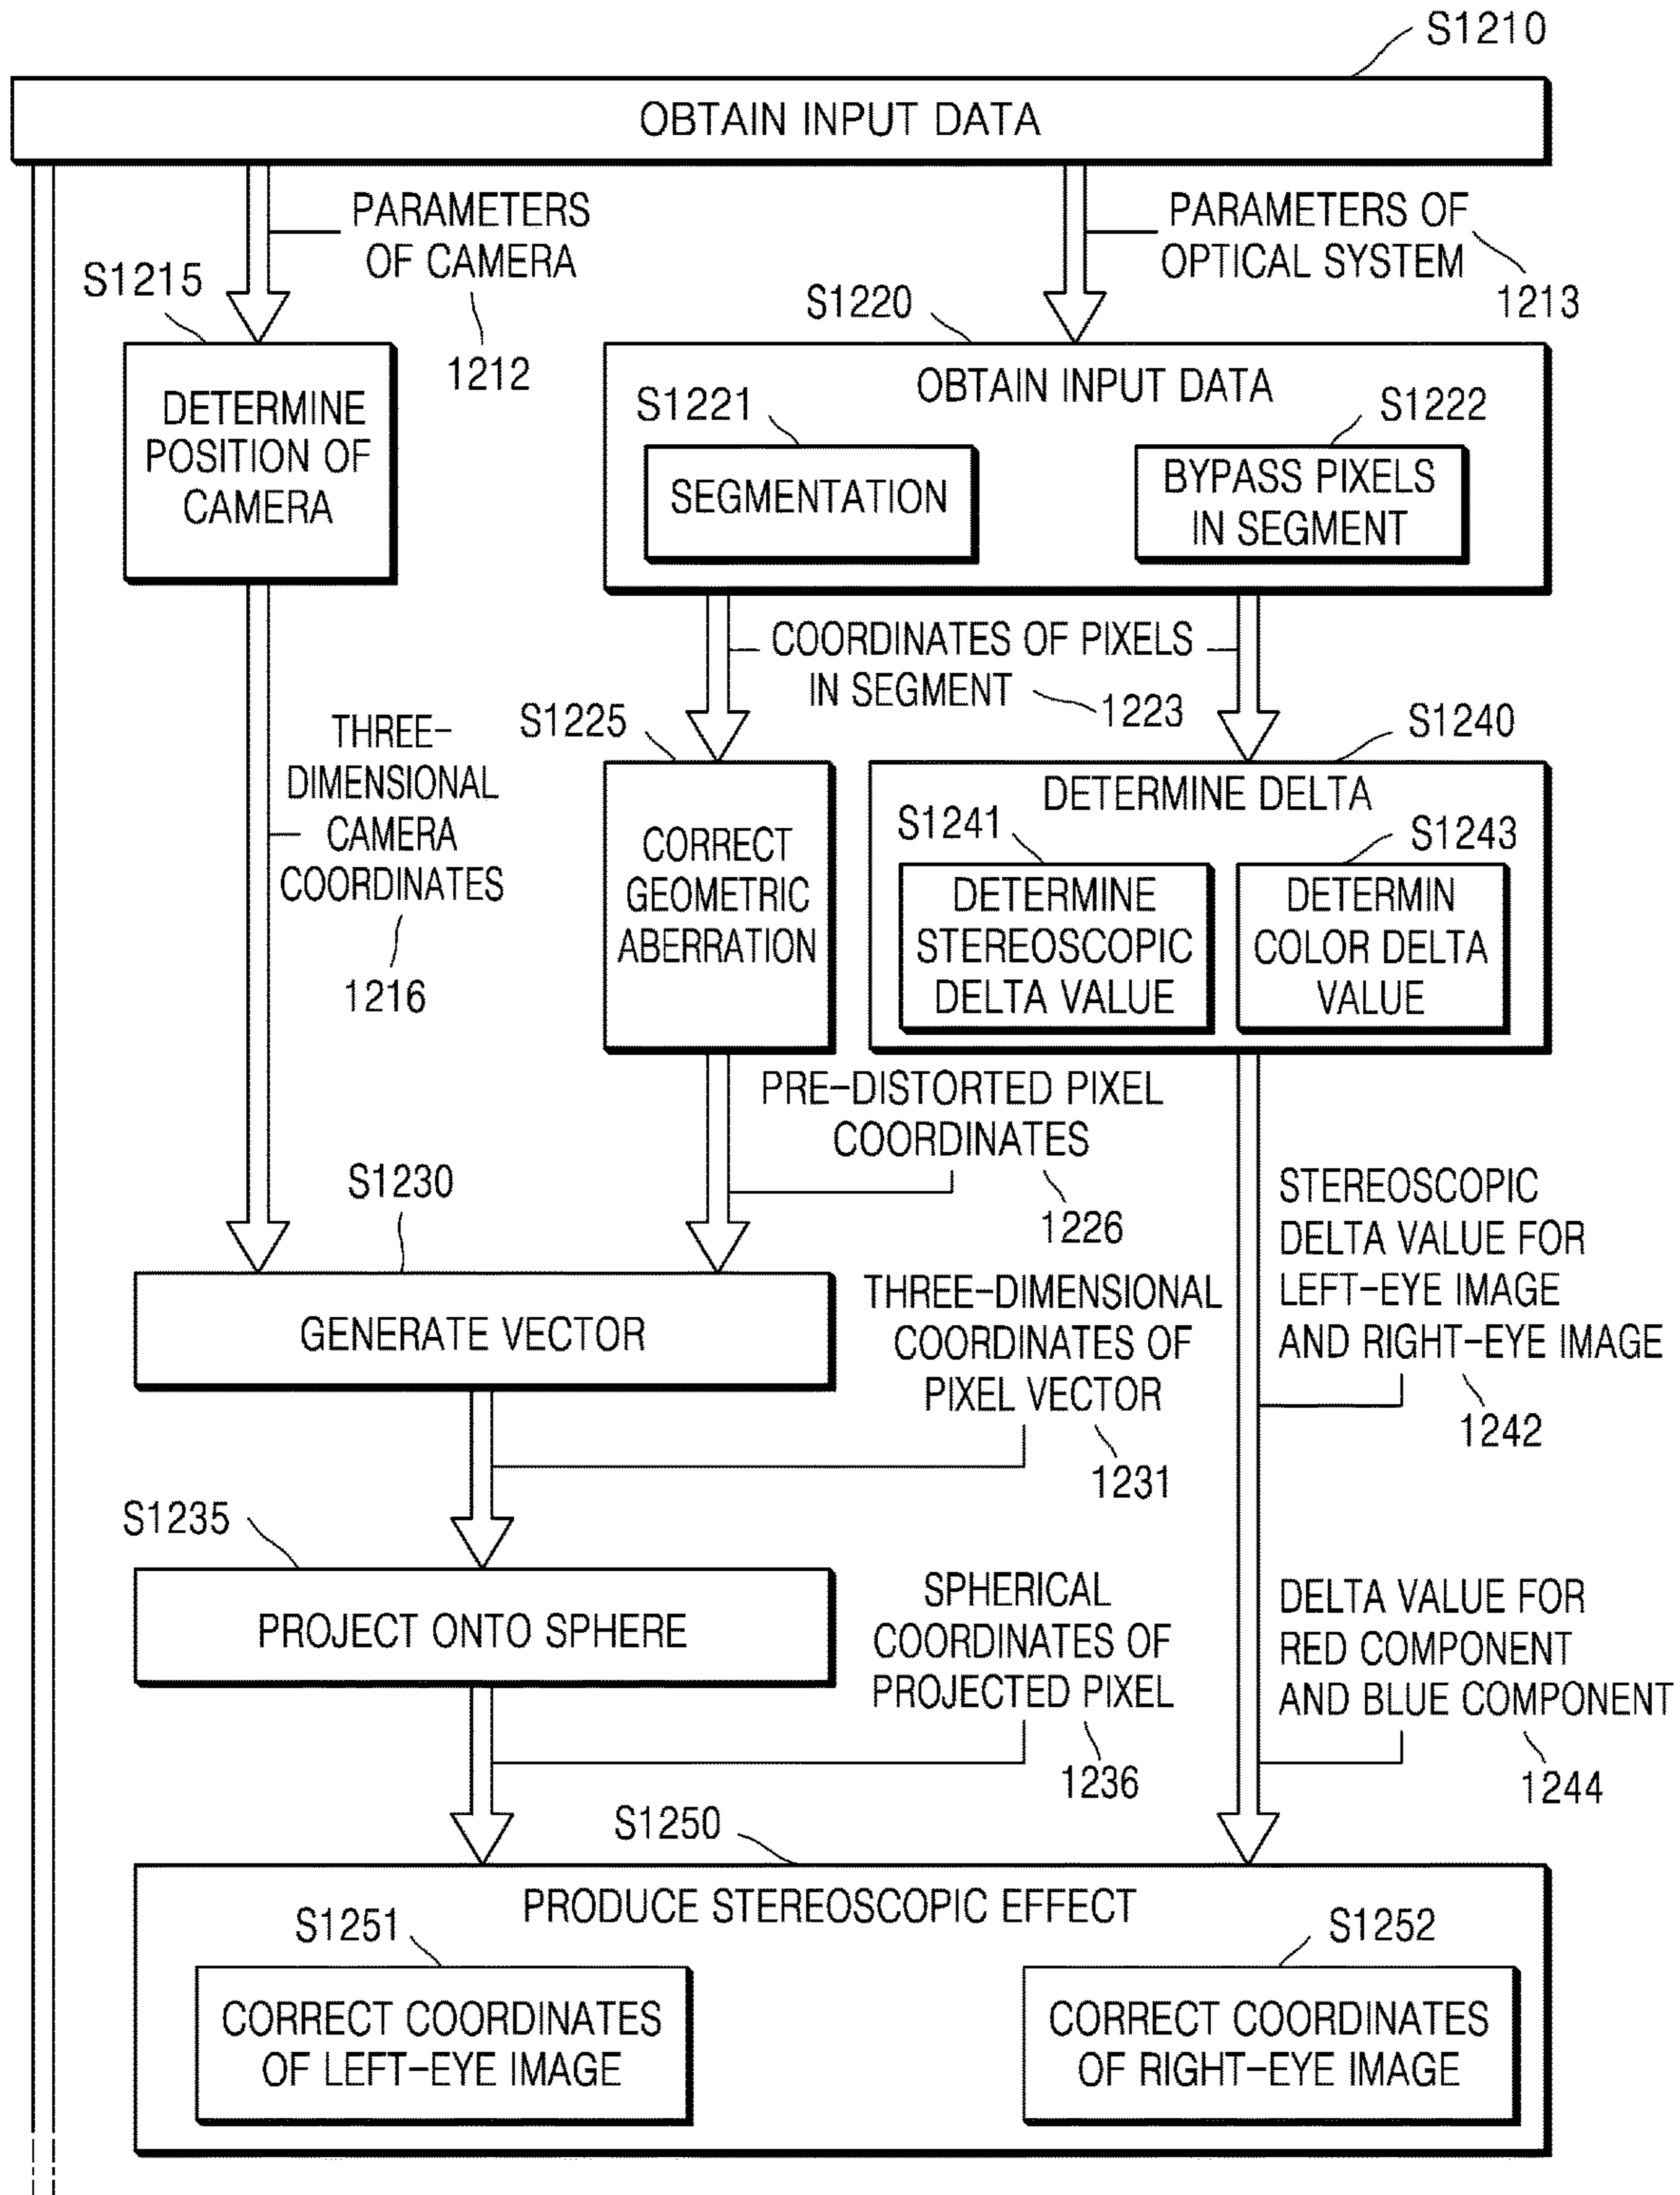 S1210
OBTAIN INPUT DATA
PARAMETERS
OF CAMERA
1212
PARAMETERS OF
OPTICAL SYSTEM
1213
S1215
DETERMINE
POSITION OF
CAMERA
S1220
OBTAIN INPUT DATA
S1221
SEGMENTATION
S1222
BYPASS PIXELS
IN SEGMENT
COORDINATES OF PIXELS
IN SEGMENT
1223
THREE-
DIMENSIONAL
CAMERA
COORDINATES
1216
S1225
CORRECT
GEOMETRIC
ABERRATION
S1240
DETERMINE DELTA
S1241
DETERMINE
STEREOSCOPIC
DELTA VALUE
S1243
DETERMIN
COLOR DELTA
VALUE
PRE-DISTORTED PIXEL
COORDINATES
1226
S1230
GENERATE VECTOR
THREE-DIMENSIONAL
COORDINATES OF
PIXEL VECTOR
1231
STEREOSCOPIC
DELTA VALUE FOR
LEFT-EYE IMAGE
AND RIGHT-EYE IMAGE
1242
S1235
PROJECT ONTO SPHERE
SPHERICAL
COORDINATES OF
PROJECTED PIXEL
1236
DELTA VALUE FOR
RED COMPONENT
AND BLUE COMPONENT
1244
S1250
PRODUCE STEREOSCOPIC EFFECT
S1251
CORRECT COORDINATES
OF LEFT-EYE IMAGE
S1252
CORRECT COORDINATES
OF RIGHT-EYE IMAGE